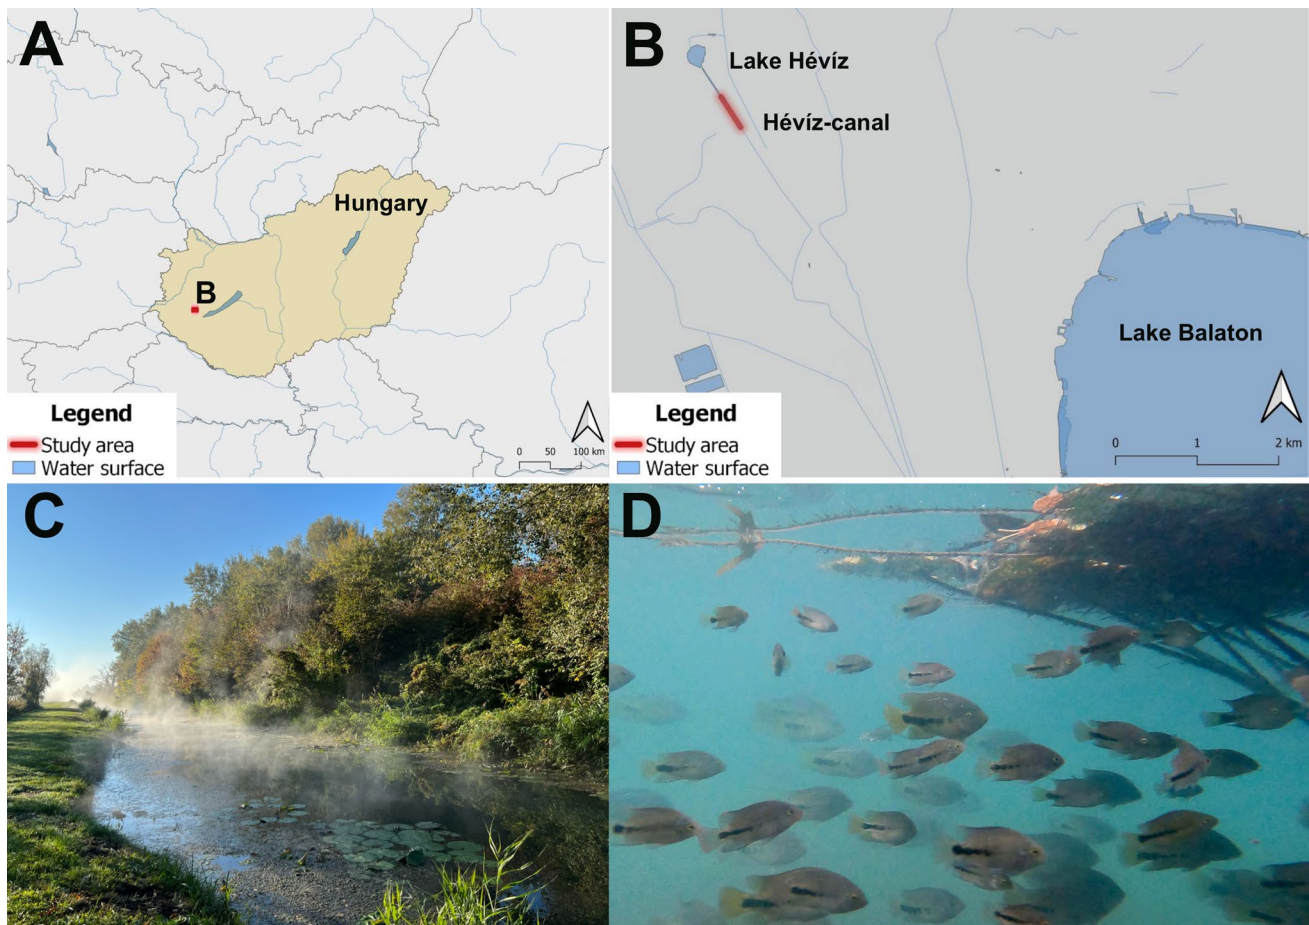 A
Hungary
B
Legend
Study area
Water surface
0 50 100 km
B
Lake Hévíz
Hévíz-canal
Lake Balaton
Legend
Study area
Water surface
0 1 2 km
C
D